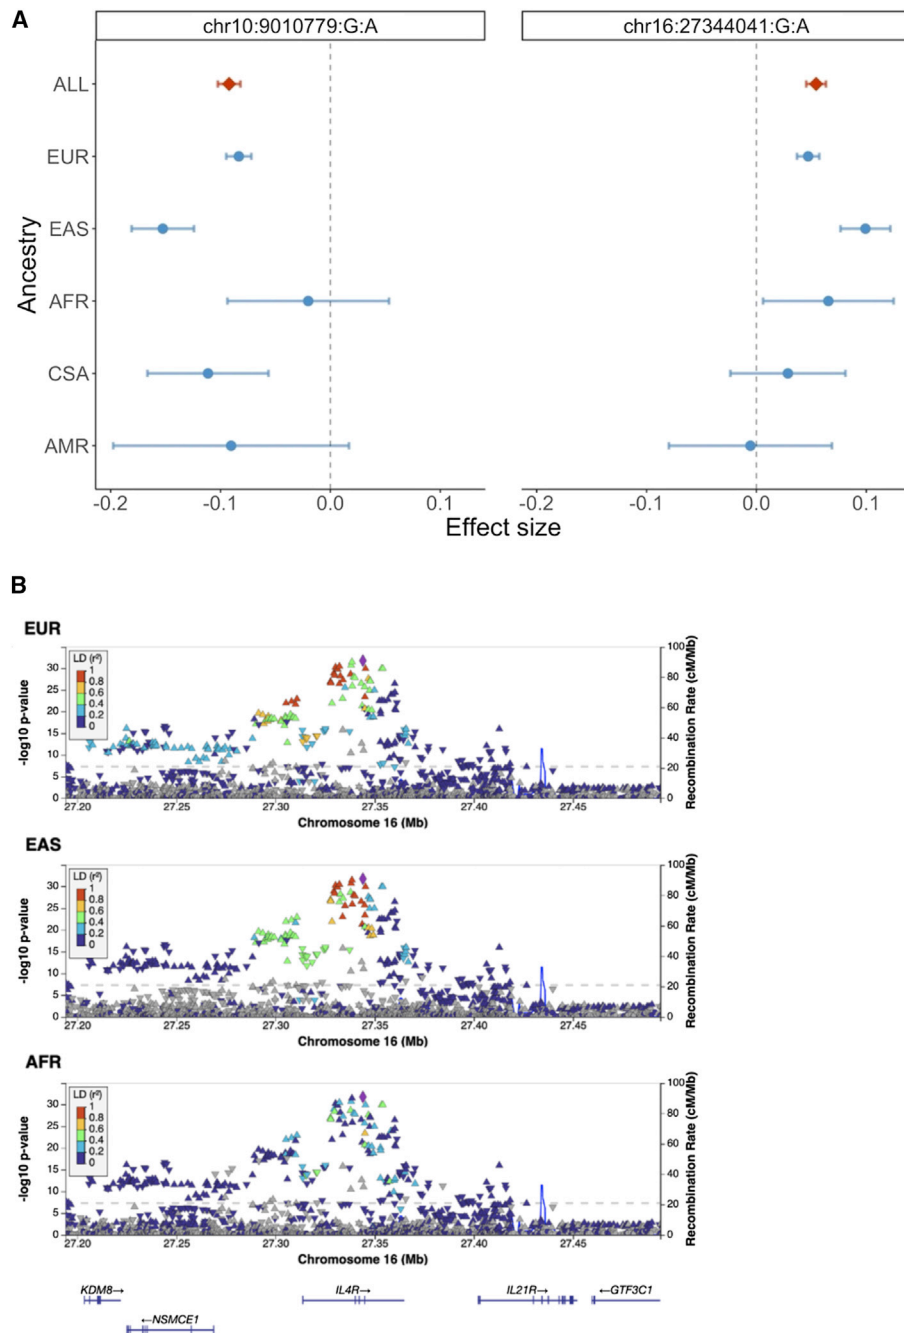 A
chr10:9010779:G:A
chr16:27344041:G:A
Ancestry
ALL
EUR
EAS
AFR
CSA
AMR
-0.2 -0.1 0.0 0.1
-0.2 -0.1 0.0 0.1
Effect size
B
EUR
LD (r²)
1
0.8
0.6
0.4
0.2
0
-log10 p-value
30
25
20
15
10
5
0
100
80
60
40
20
0
Recombination Rate (cM/Mb)
27.20 27.25 27.30 27.35 27.40 27.45
Chromosome 16 (Mb)
EAS
LD (r²)
1
0.8
0.6
0.4
0.2
0
-log10 p-value
30
25
20
15
10
5
0
100
80
60
40
20
0
Recombination Rate (cM/Mb)
27.20 27.25 27.30 27.35 27.40 27.45
Chromosome 16 (Mb)
AFR
LD (r²)
1
0.8
0.6
0.4
0.2
0
-log10 p-value
30
25
20
15
10
5
0
100
80
60
40
20
0
Recombination Rate (cM/Mb)
27.20 27.25 27.30 27.35 27.40 27.45
Chromosome 16 (Mb)
KDM8→ IL4R→ IL21R→ ←GTF3C1
←NSMCE1